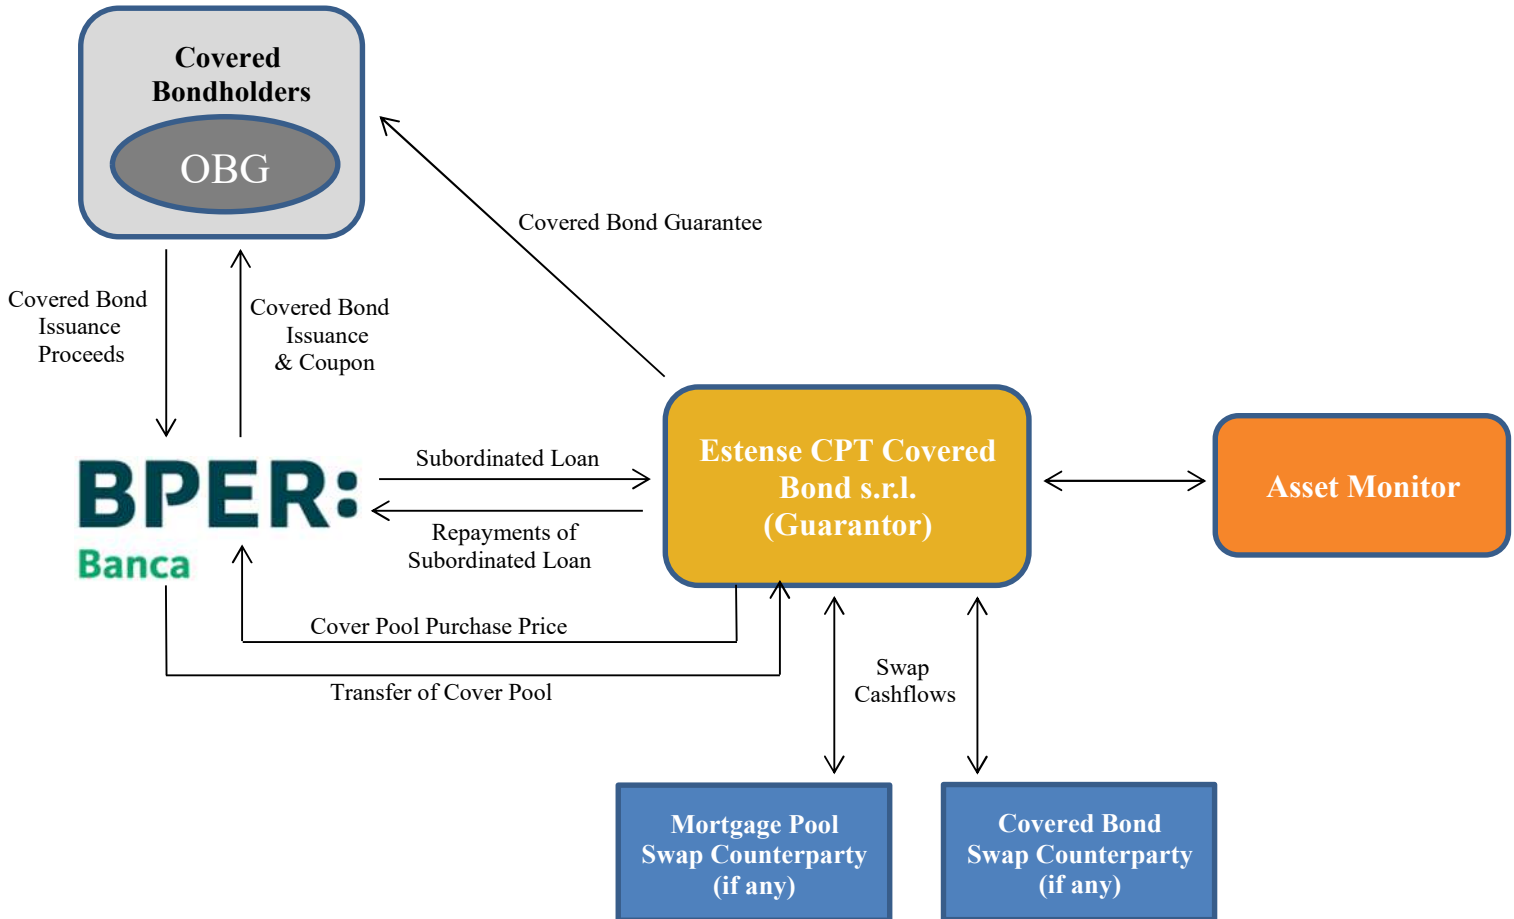 Covered
Bondholders
OBG
Covered Bond Guarantee
Covered Bond
Issuance
Proceeds
Covered Bond
Issuance
& Coupon
BPER:
Banca
Subordinated Loan
Repayments of
Subordinated Loan
Estense CPT Covered
Bond s.r.l.
(Guarantor)
Asset Monitor
Cover Pool Purchase Price
Transfer of Cover Pool
Swap
Cashflows
Mortgage Pool
Swap Counterparty
(if any)
Covered Bond
Swap Counterparty
(if any)